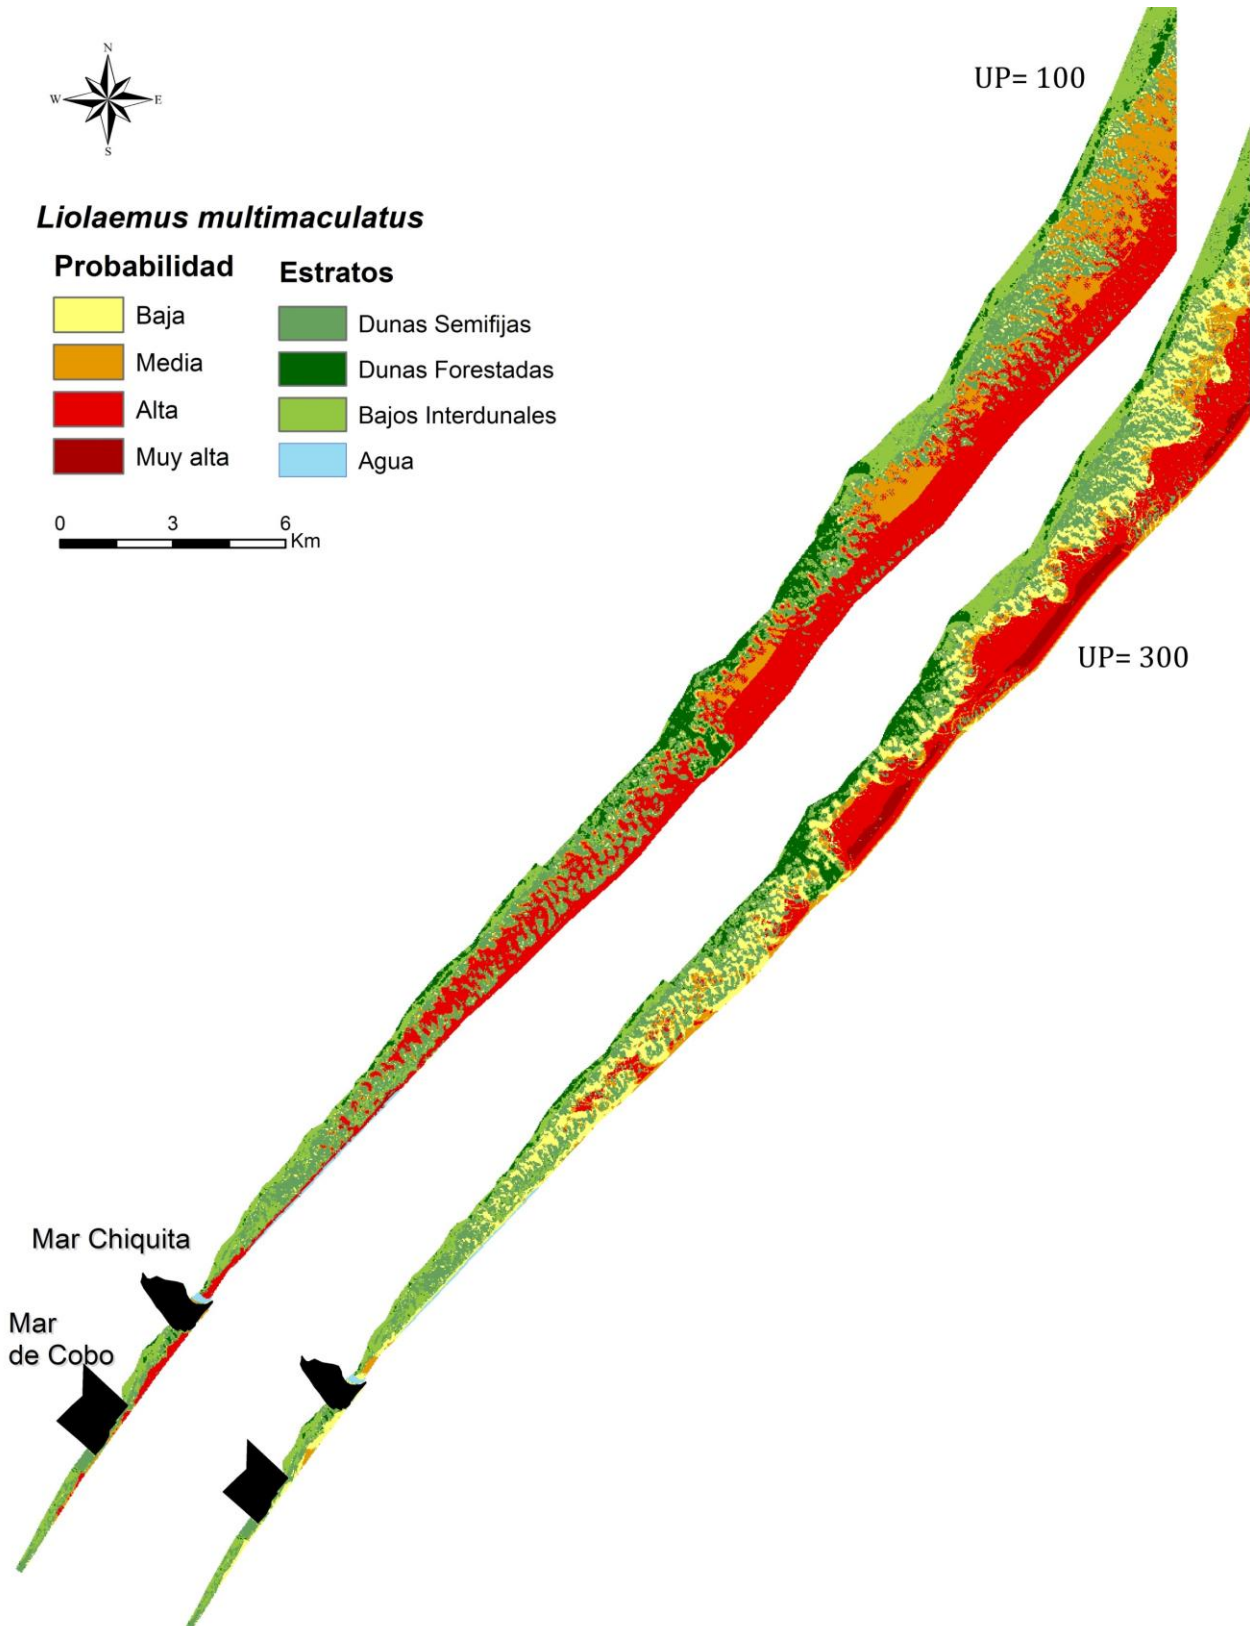 N
W
E
S
UP= 100
Liolaemus multimaculatus
Probabilidad
Baja
Media
Alta
Muy alta
Estratos
Dunas Semifijas
Dunas Forestadas
Bajos Interdunales
Agua
0 3 6
Km
UP= 300
Mar Chiquita
Mar
de Cobo